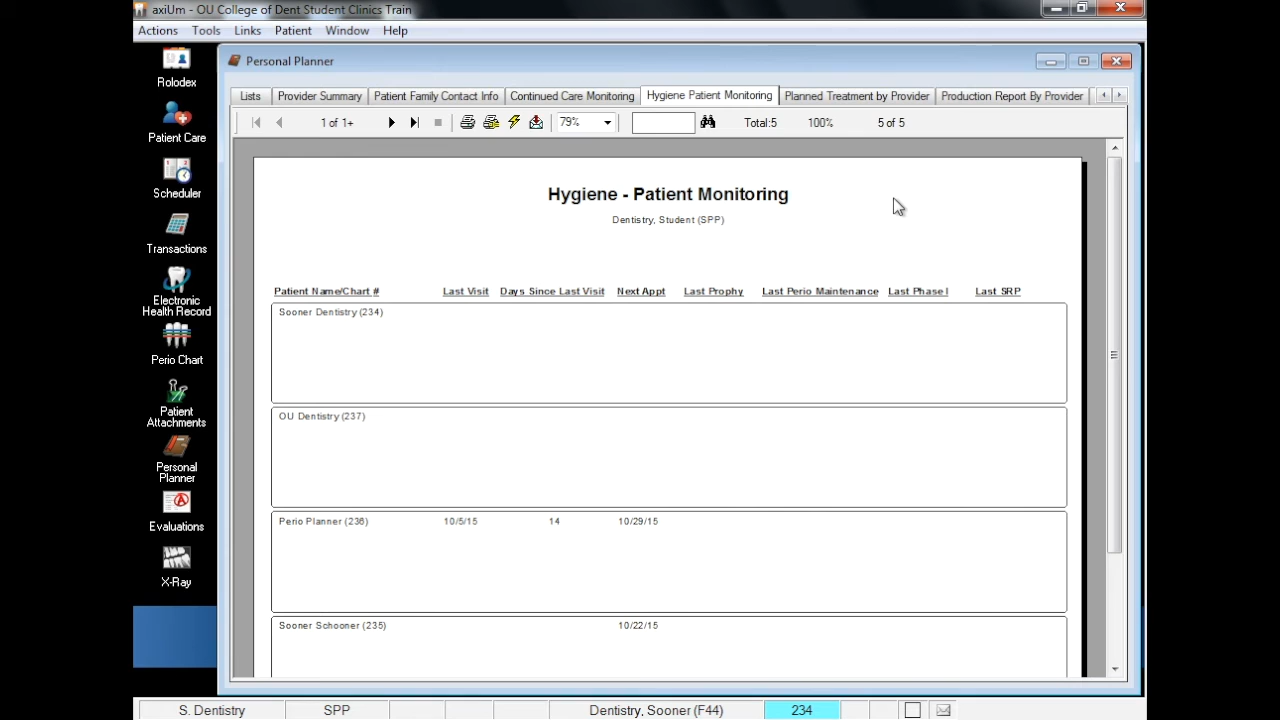 axiUm - OU College of Dent Student Clinics Train
Actions Tools Links Patient Window Help
Rolodex
Patient Care
Scheduler
Transactions
Electronic
Health Record
Perio Chart
Patient
Attachments
Personal
Planner
Evaluations
X-Ray
Personal Planner
Lists Provider Summary Patient Family Contact Info Continued Care Monitoring Hygiene Patient Monitoring Planned Treatment by Provider Production Report By Provider
1 of 1+ 79% Total:5 100% 5 of 5
Hygiene - Patient Monitoring
Dentistry, Student (SPP)
Patient Name/Chart # Last Visit Days Since Last Visit Next Appt Last Prophy Last Perio Maintenance Last Phase I Last SRP
Sooner Dentistry (234)
OU Dentistry (237)
Perio Planner (236) 10/5/15 14 10/29/15
Sooner Schooner (235) 10/22/15
S. Dentistry SPP Dentistry, Sooner (F44) 234